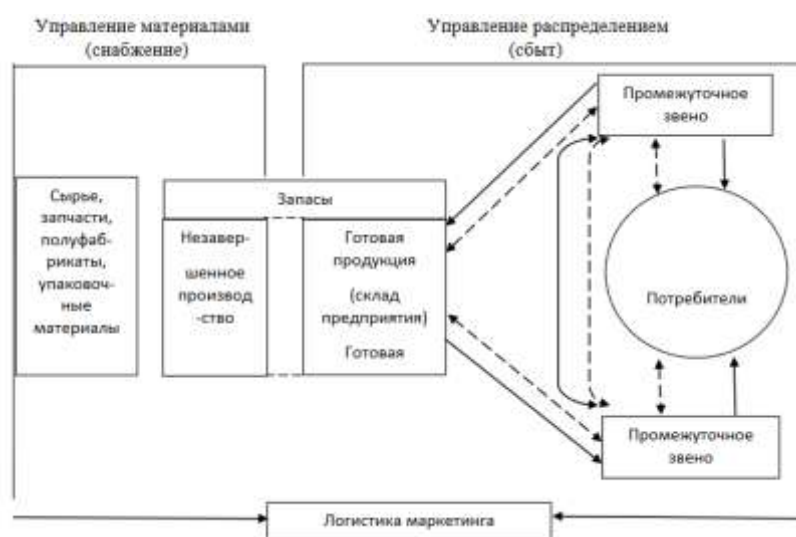 Управление материалами
(снабжение)
Управление распределением
(сбыт)
Промежуточное
звено
Сырье,
запчасти,
полуфаб-
рикаты,
упаковоч-
ные
материалы
Запасы
Незавер-
шенное
производ
-ство
Готовая
продукция
(склад
предприятия)
Готовая
Потребители
Промежуточное
звено
Логистика маркетинга